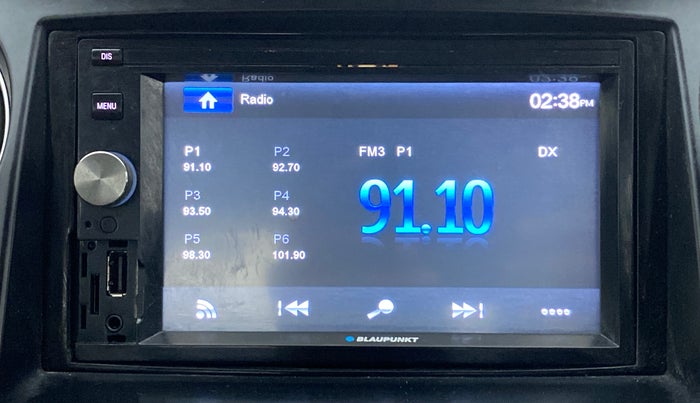 DIS
MENU
Radio
Radio 02:38PM
P1 P2 FM3 P1 DX
91.10 92.70
91.10
P3 P4
93.50 94.30
P5 P6
98.30 101.90
BLAUPUNKT